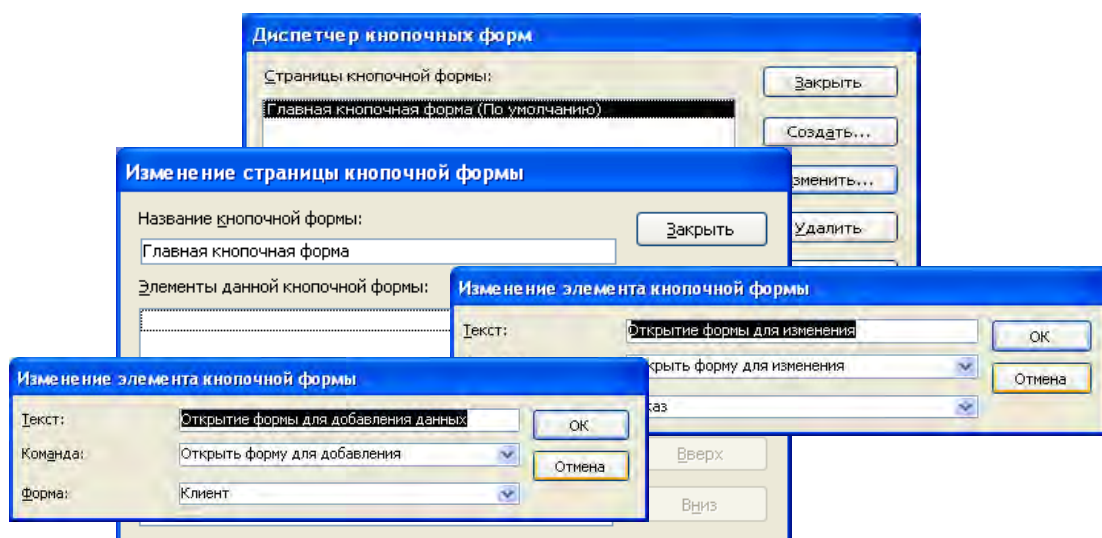 Диспетчер кнопочных форм
Страницы кнопочной формы:
Закрыть
Главная кнопочная форма (По умолчанию)
Создать...
Изменение страницы кнопочной формы
зменить...
Название кнопочной формы:
Закрыть
Удалить
Главная кнопочная форма
Элементы данной кнопочной формы:
Изменение элемента кнопочной формы
Текст:
Открытие формы для изменения
ОК
крыть форму для изменения
Отмена
каз
Изменение элемента кнопочной формы
Текст:
Открытие формы для добавления данных
ОК
Команда:
Открыть форму для добавления
Отмена
Форма:
Клиент
Вверх
Вниз